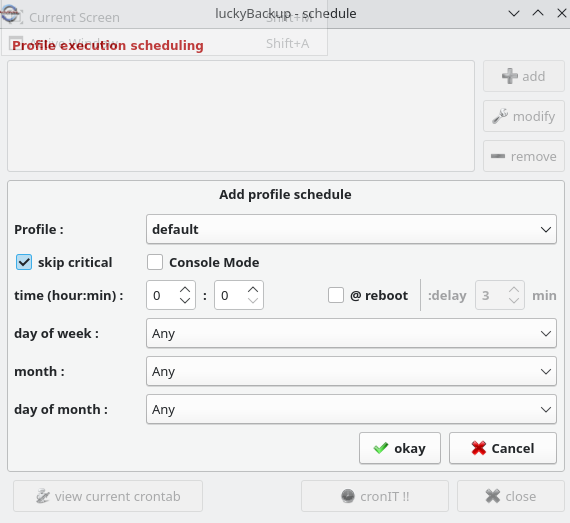 luckyBackup - schedule
Current Screen Shift+M
Active Window Shift+A
Profile execution scheduling
add
modify
remove
Add profile schedule
Profile : default
skip critical Console Mode
time (hour:min) : 0 : 0 @ reboot :delay 3 min
day of week : Any
month : Any
day of month : Any
okay Cancel
view current crontab cronIT !! close